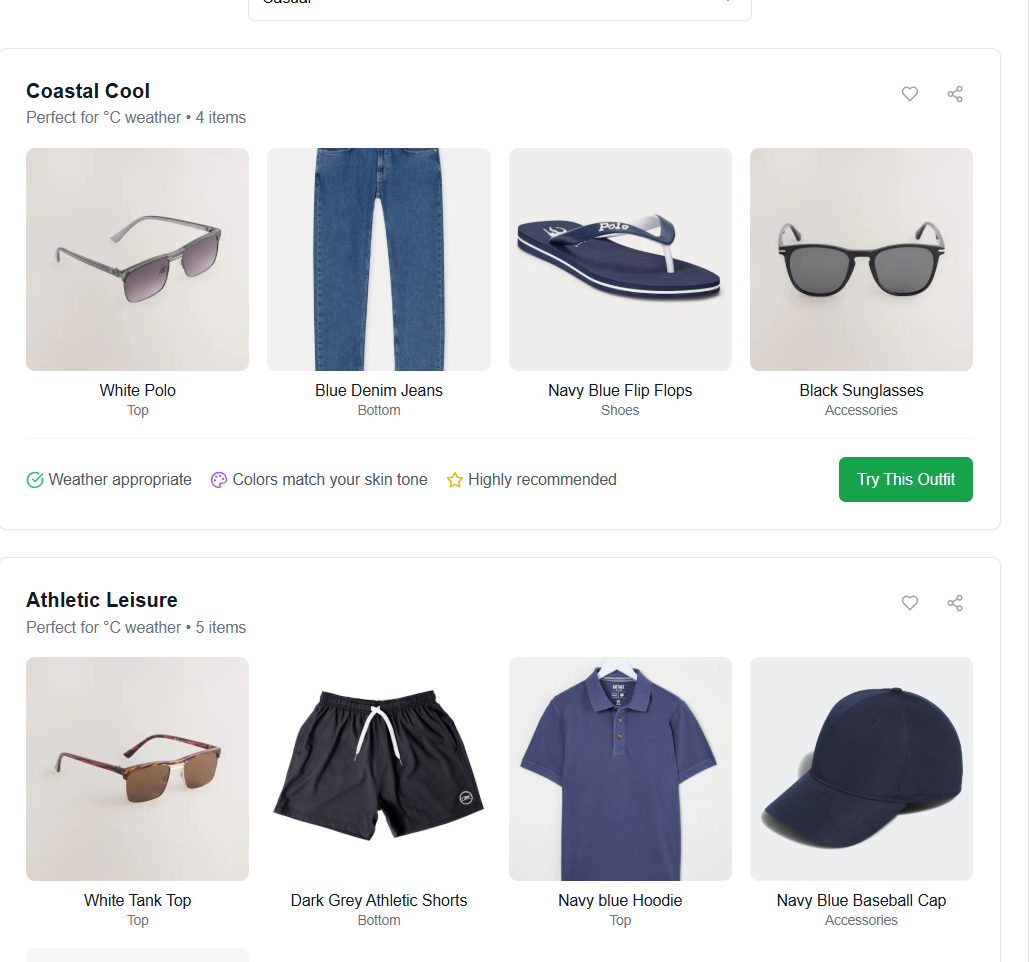 Coastal Cool
Perfect for °C weather • 4 items
Polo
White Polo
Top
Blue Denim Jeans
Bottom
Navy Blue Flip Flops
Shoes
Black Sunglasses
Accessories
Weather appropriate
Colors match your skin tone
Highly recommended
Try This Outfit
Athletic Leisure
Perfect for °C weather • 5 items
White Tank Top
Top
Dark Grey Athletic Shorts
Bottom
Navy blue Hoodie
Top
Navy Blue Baseball Cap
Accessories